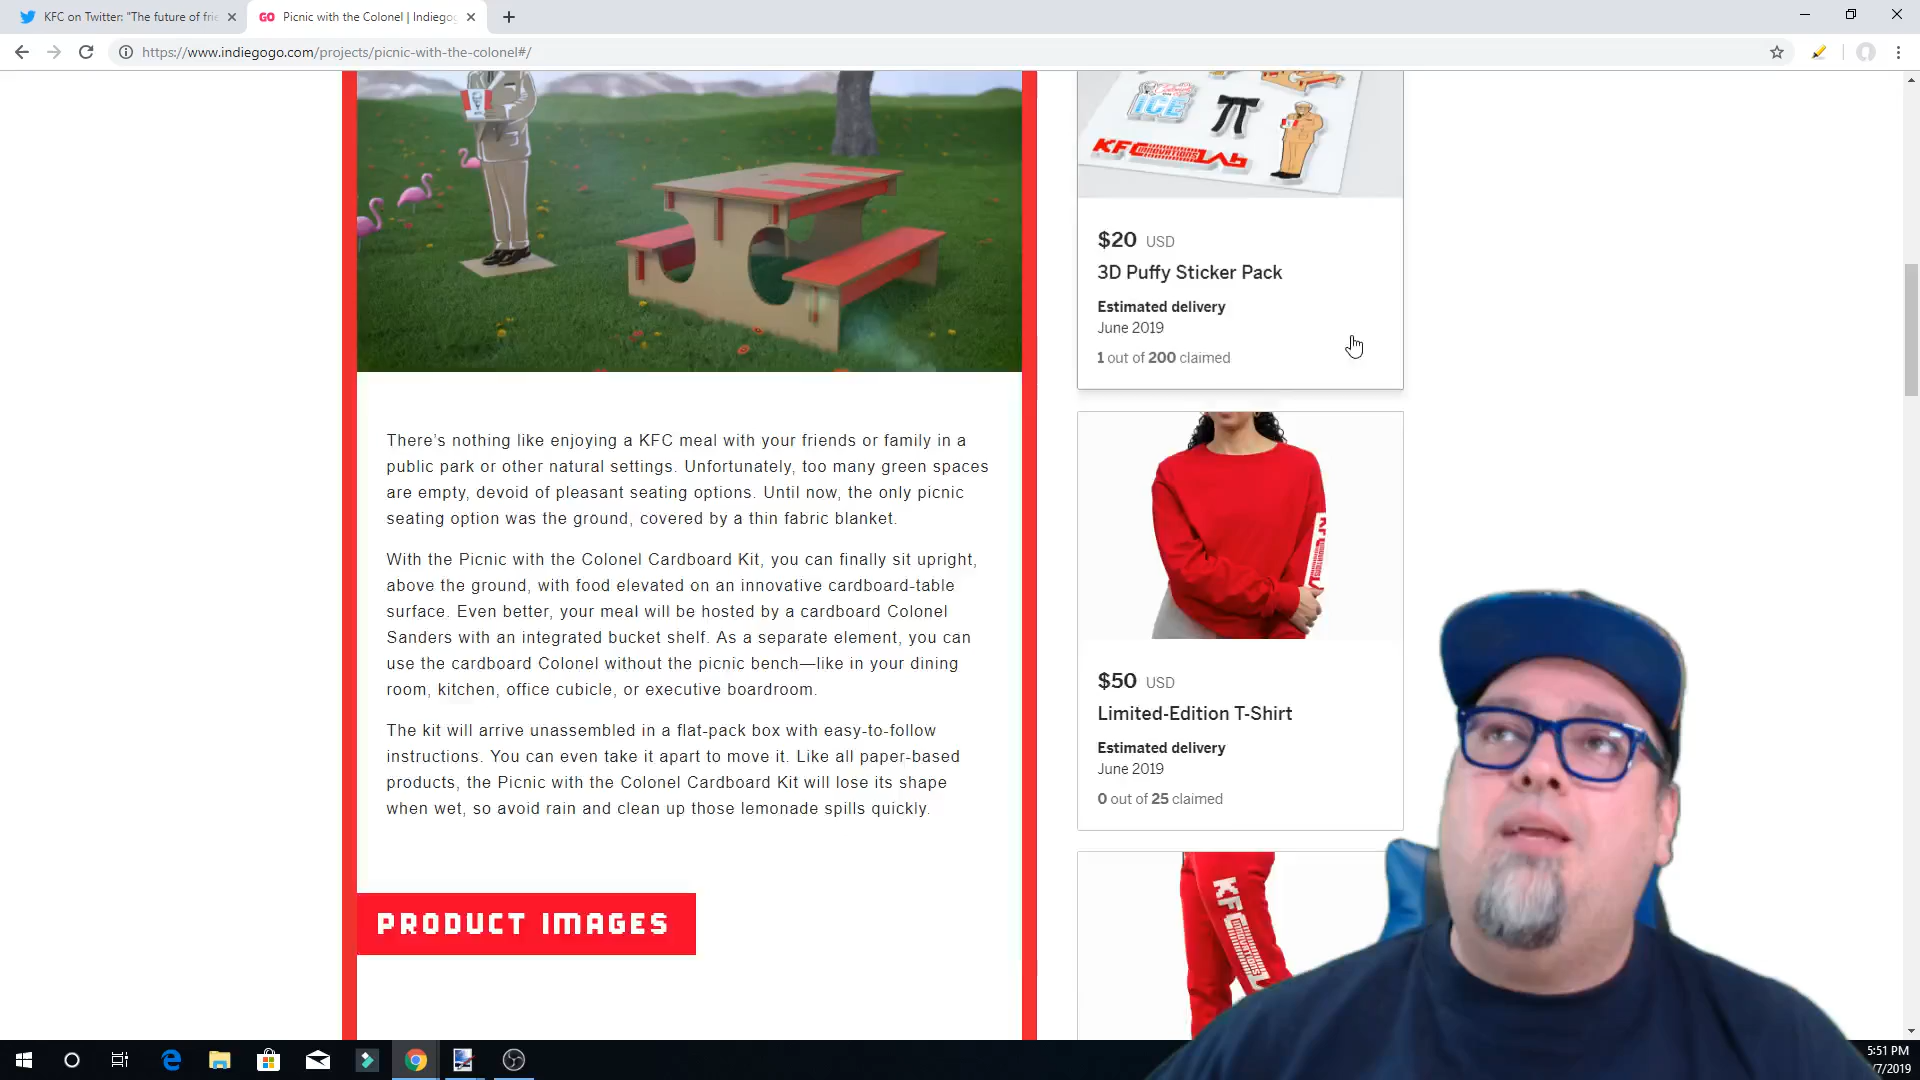 KFC on Twitter: "The future of frie
Picnic with the Colonel | Indiegog
https://www.indiegogo.com/projects/picnic-with-the-colonel#/
ICE
KFC INNOVATIONS LAB
$20 USD
3D Puffy Sticker Pack
Estimated delivery
June 2019
1 out of 200 claimed
There's nothing like enjoying a KFC meal with your friends or family in a
public park or other natural settings. Unfortunately, too many green spaces
are empty, devoid of pleasant seating options. Until now, the only picnic
seating option was the ground, covered by a thin fabric blanket.
With the Picnic with the Colonel Cardboard Kit, you can finally sit upright,
above the ground, with food elevated on an innovative cardboard-table
surface. Even better, your meal will be hosted by a cardboard Colonel
Sanders with an integrated bucket shelf. As a separate element, you can
use the cardboard Colonel without the picnic bench—like in your dining
room, kitchen, office cubicle, or executive boardroom.
The kit will arrive unassembled in a flat-pack box with easy-to-follow
instructions. You can even take it apart to move it. Like all paper-based
products, the Picnic with the Colonel Cardboard Kit will lose its shape
when wet, so avoid rain and clean up those lemonade spills quickly.
PRODUCT IMAGES
$50 USD
Limited-Edition T-Shirt
Estimated delivery
June 2019
0 out of 25 claimed
KFC
INNOVATIONS
5:51 PM
/7/2019